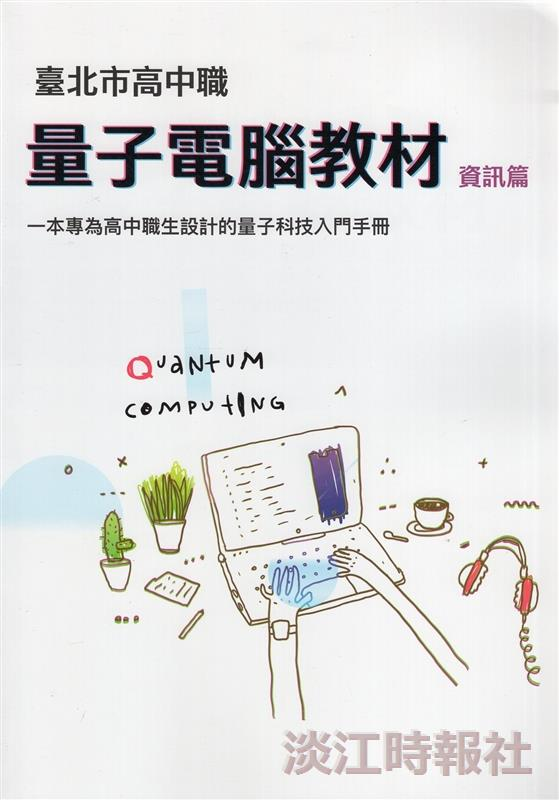 臺北市高中職
量子電腦教材 資訊篇
一本專為高中職生設計的量子科技入門手冊
QUaNtUM
COMPUtING
淡江時報社